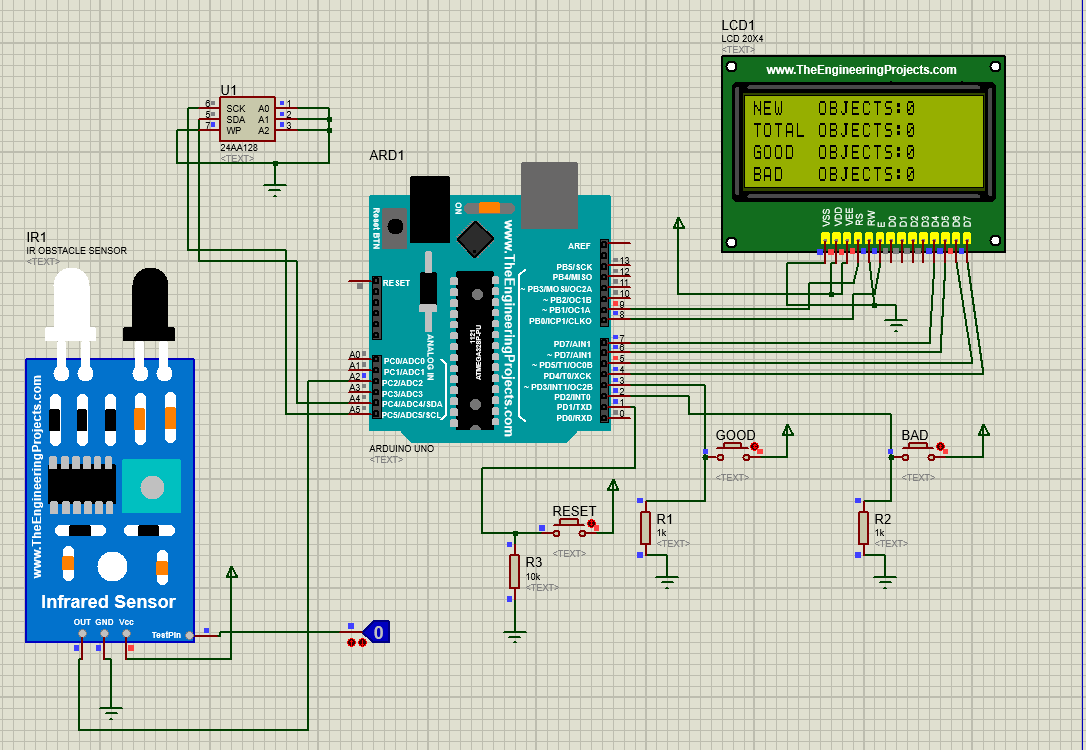 LCD1
LCD 20X4
<TEXT>
www.TheEngineeringProjects.com
NEW OBJECTS:0
TOTAL OBJECTS:0
GOOD OBJECTS:0
BAD OBJECTS:0
VSS VDD VEE RS RW E D0 D1 D2 D3 D4 D5 D6 D7
U1
6 SCK A0 1
5 SDA A1 2
7 WP A2 3
24AA128
<TEXT>
ARD1
Reset BTN
ON
www.TheEngineeringProjects.com
1121
ATMEGA328P-PU
ANALOG IN
RESET
A0 PC0/ADC0
A1 PC1/ADC1
A2 PC2/ADC2
A3 PC3/ADC3
A4 PC4/ADC4/SDA
A5 PC5/ADC5/SCL
AREF
PB5/SCK 13
PB4/MISO 12
~ PB3/MOSI/OC2A 11
~ PB2/OC1B 10
~ PB1/OC1A 9
PB0/ICP1/CLKO 8
PD7/AIN1 7
~ PD7/AIN1 6
~ PD5/T1/OC0B 5
PD4/T0/XCK 4
~ PD3/INT1/OC2B 3
PD2/INT0 2
PD1/TXD 1
PD0/RXD 0
ARDUINO UNO
<TEXT>
IR1
IR OBSTACLE SENSOR
<TEXT>
www.TheEngineeringProjects.com
Infrared Sensor
OUT GND Vcc
TestPin
0
GOOD
<TEXT>
BAD
<TEXT>
RESET
<TEXT>
R1
1k
<TEXT>
R2
1k
<TEXT>
R3
10k
<TEXT>